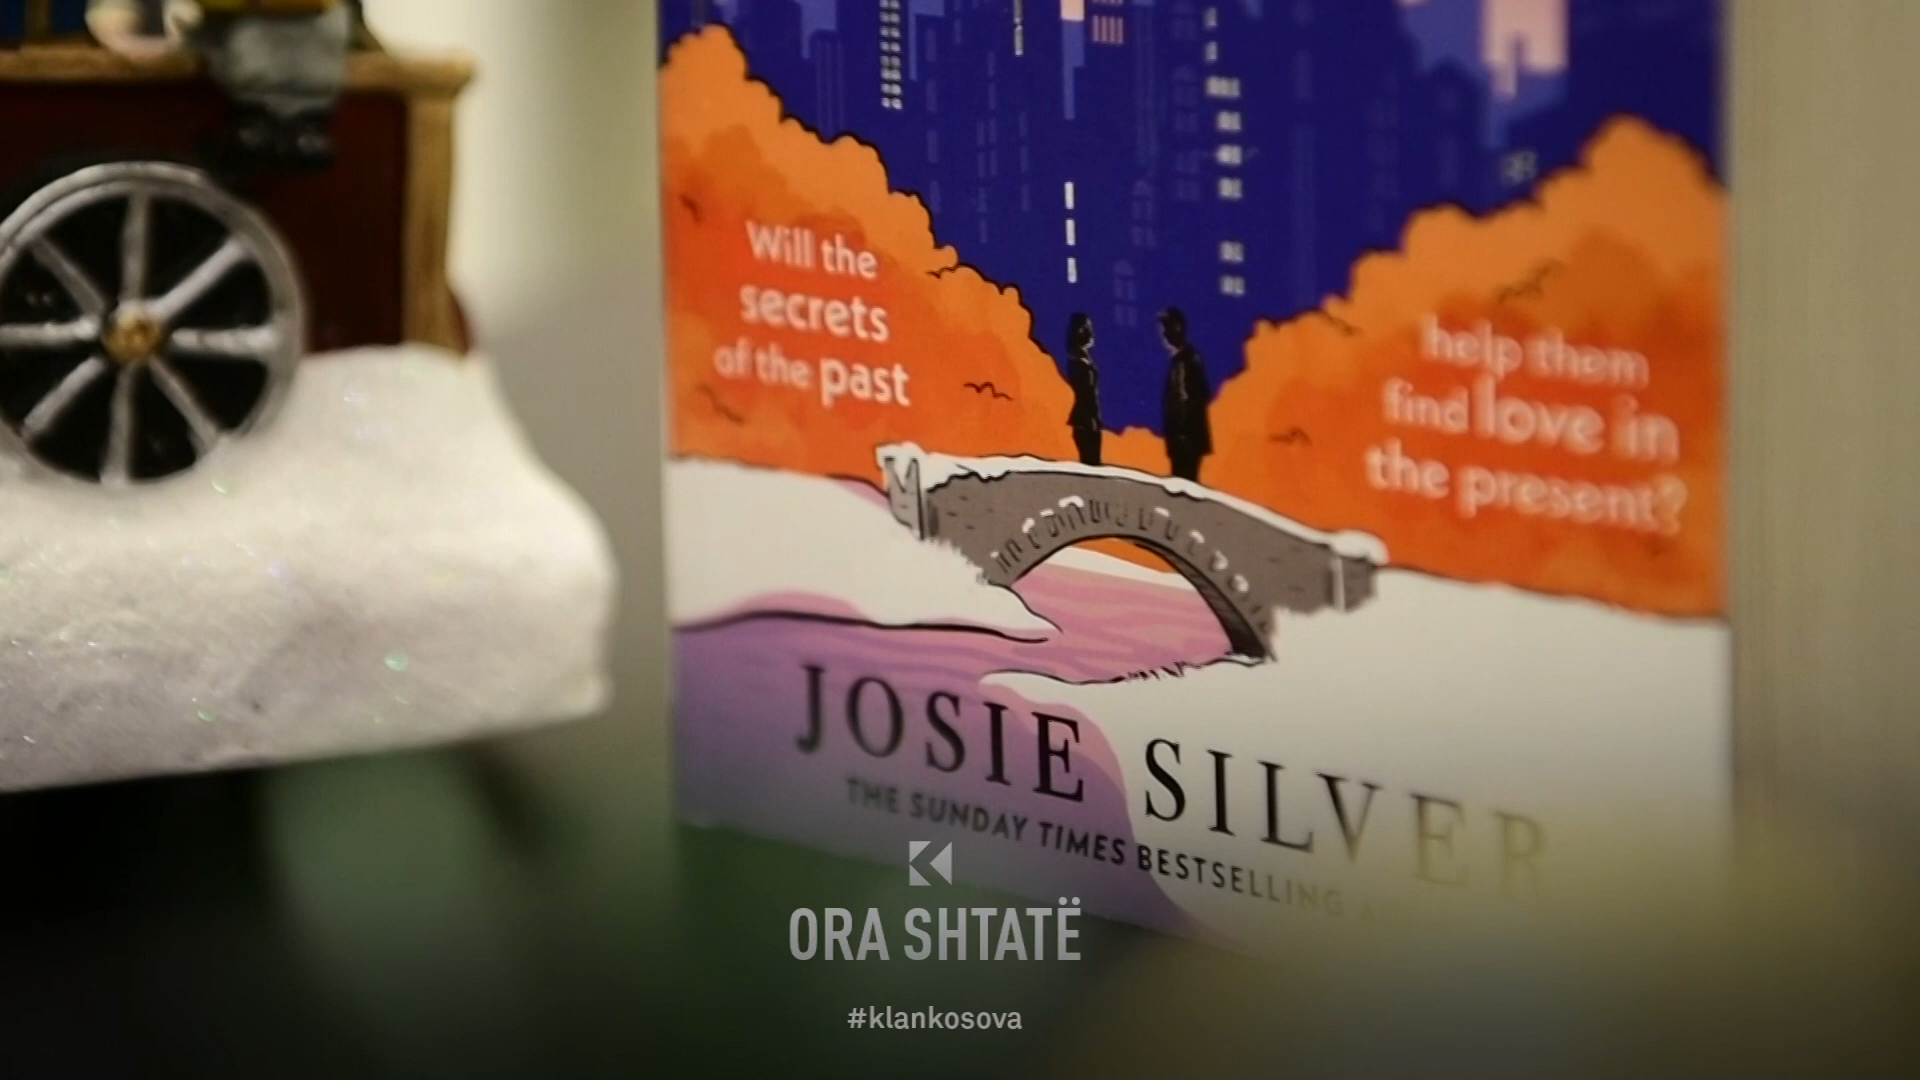 Will the
secrets
of the past
help them
find love in
the present?
JOSIE SILVER
THE SUNDAY TIMES BESTSELLING
ORA SHTATË
#klankosova